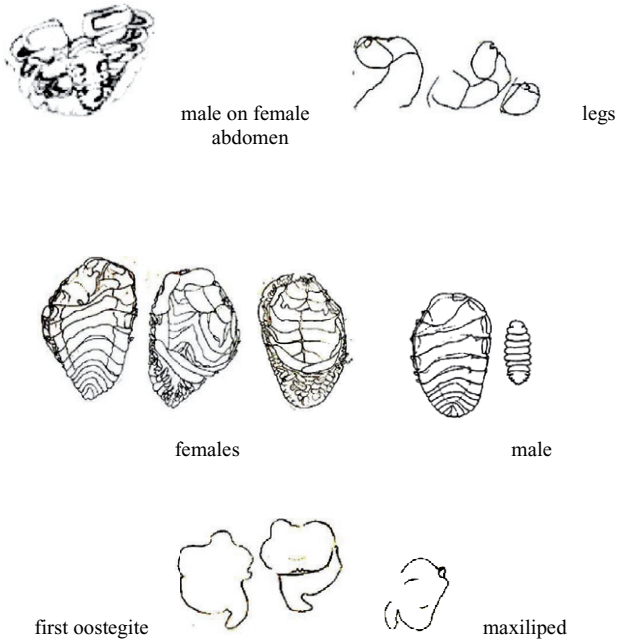 male on female
abdomen
legs
females
male
first oostegite
maxiliped